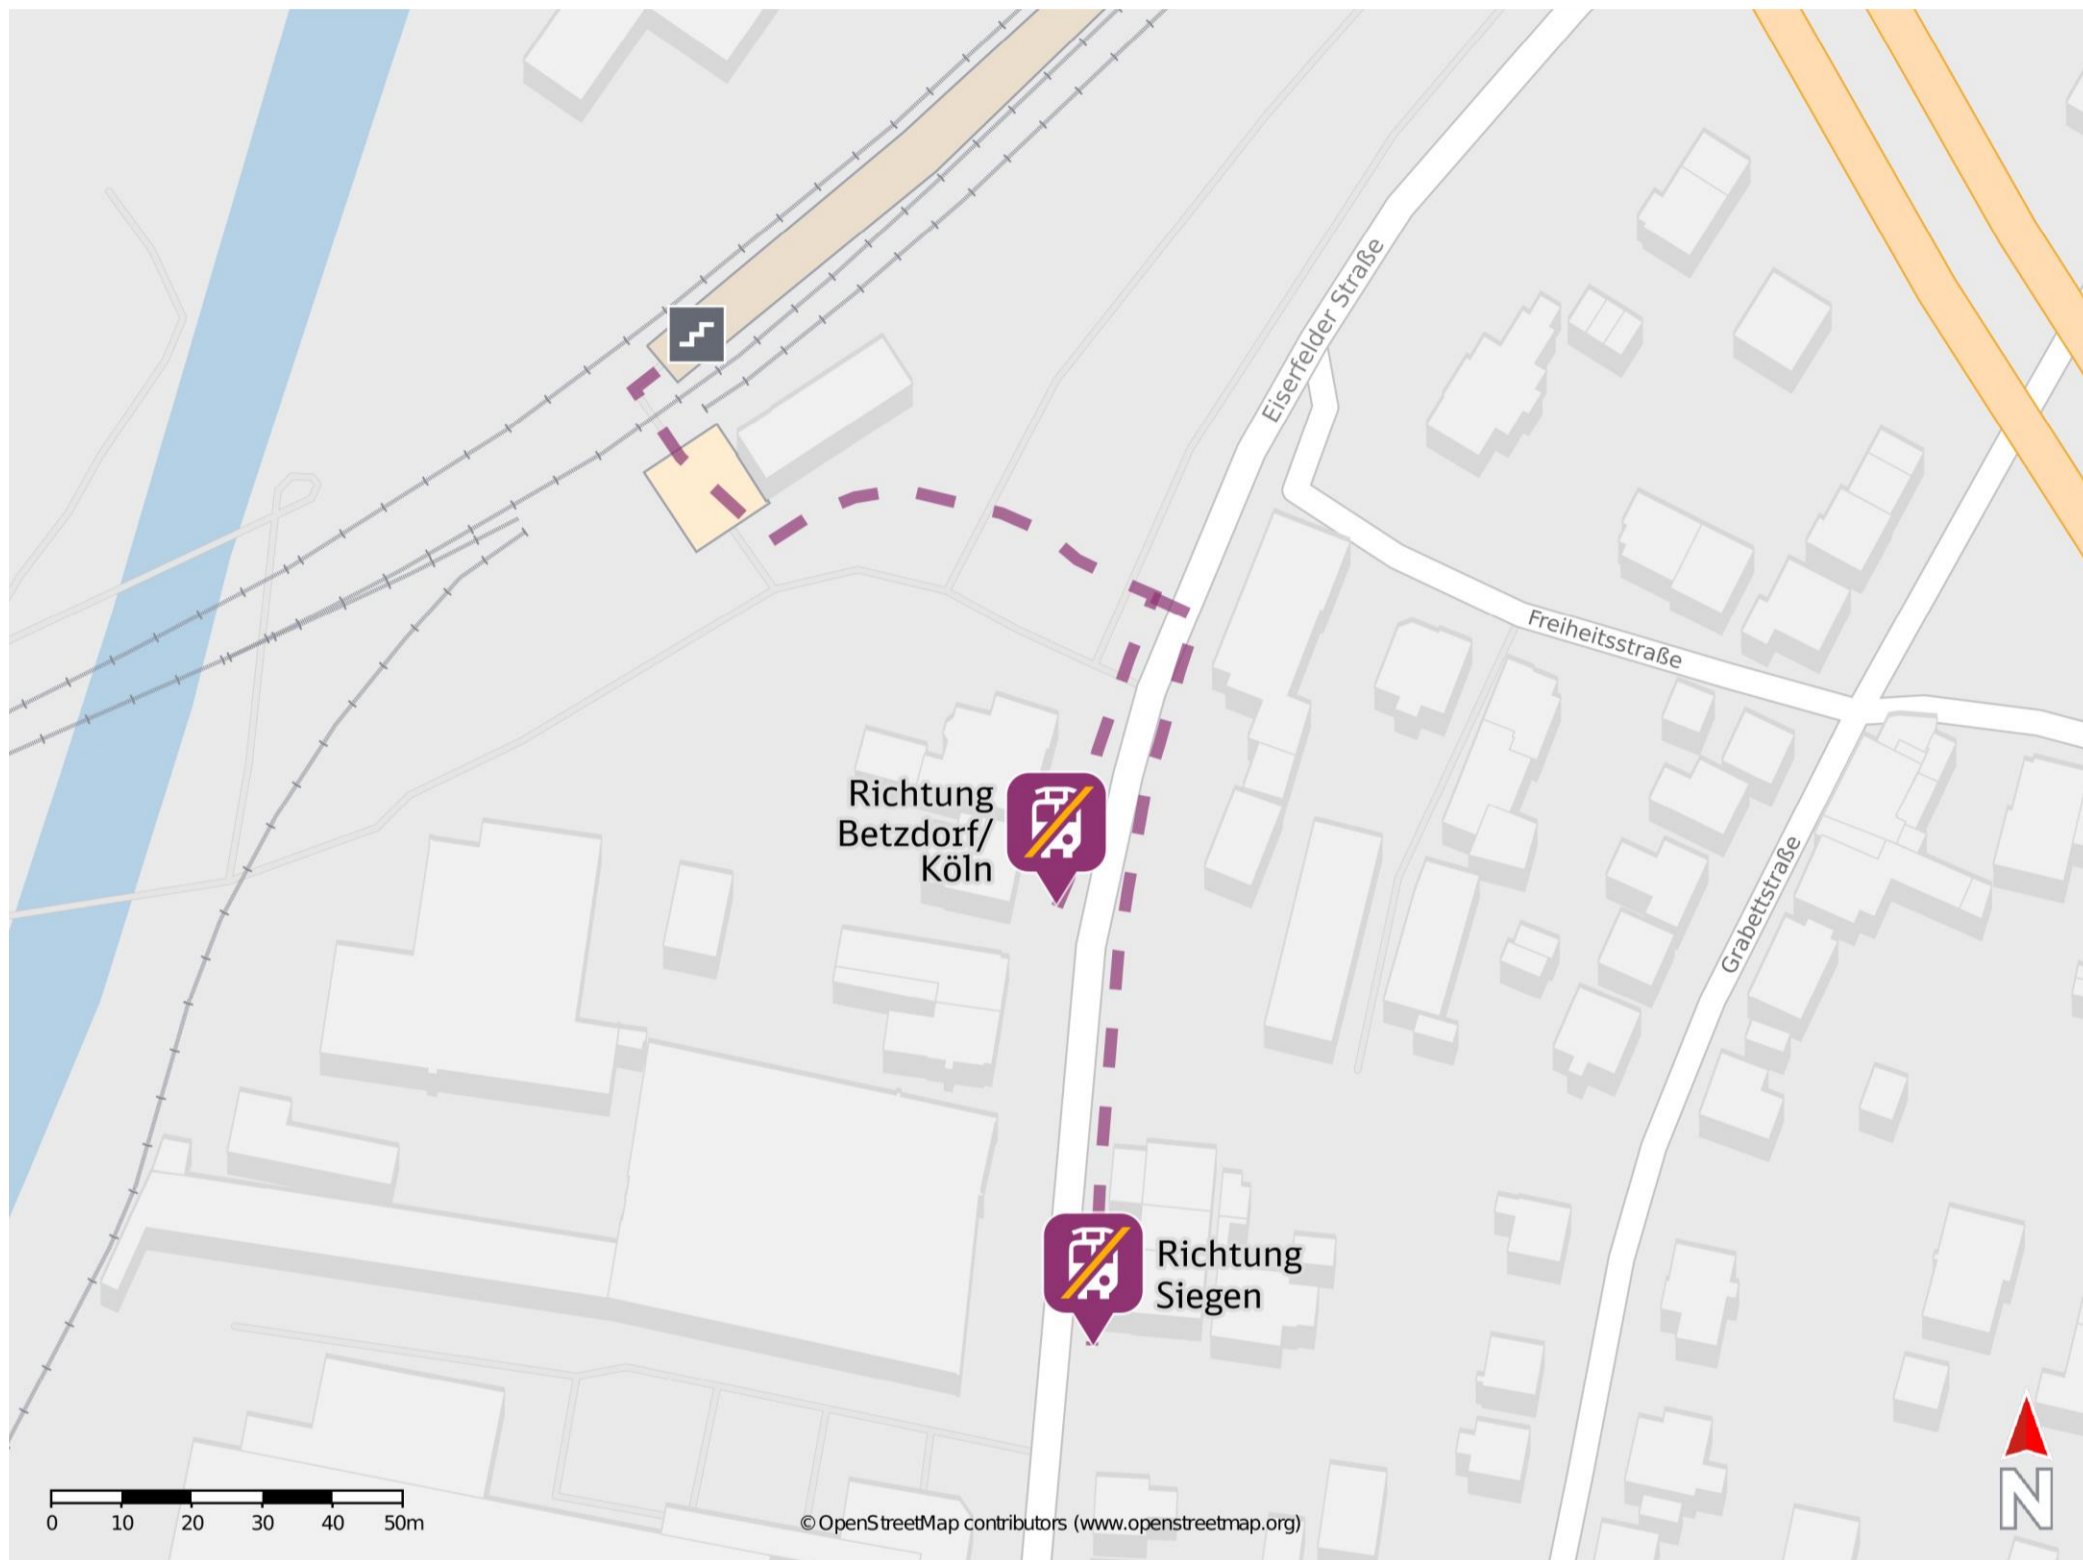 Eiserfelder Straße
Freiheitsstraße
Richtung
Betzdorf/
Köln
Grabettstraße
Richtung
Siegen
N
0 10 20 30 40 50m
© OpenStreetMap contributors (www.openstreetmap.org)